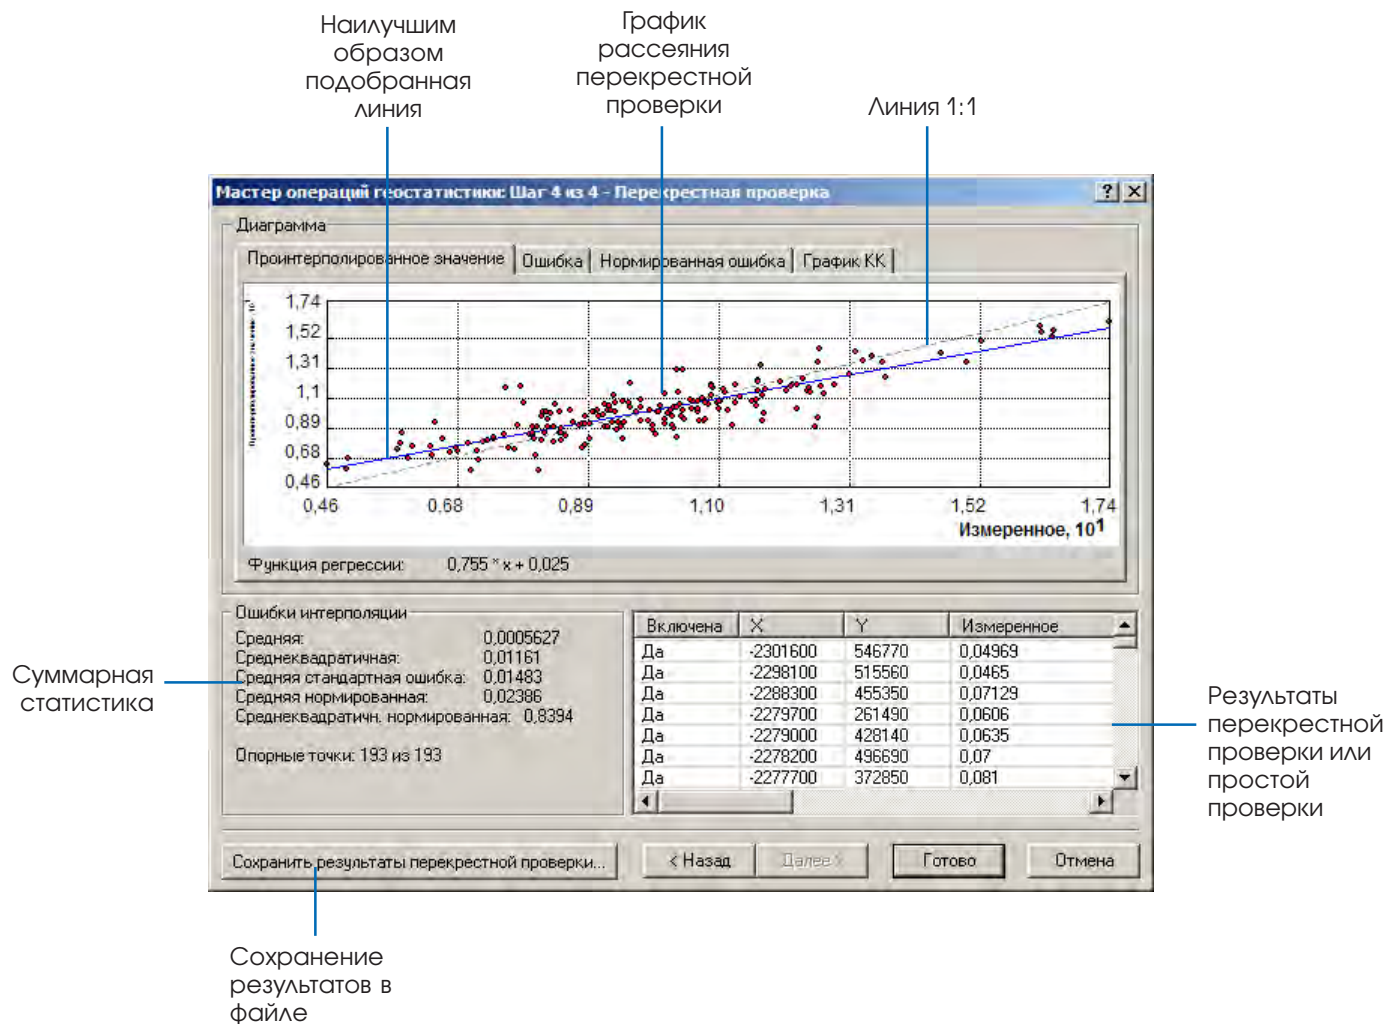 Наилучшим
образом
подобранная
линия
График
рассеяния
перекрестной
проверки
Линия 1:1
Мастер операций геостатистики: Шаг 4 из 4 - Перекрестная проверка
Диаграмма
Проинтерполированное значение Ошибка Нормированная ошибка График КК
1,74
1,52
1,31
1,1
0,89
0,68
0,46
0,46 0,68 0,89 1,10 1,31 1,52 1,74
Измеренное, 10¹
Функция регрессии: 0,755 * x + 0,025
Ошибки интерполяции
Средняя: 0,0005627
Среднеквадратичная: 0,01161
Средняя стандартная ошибка: 0,01483
Средняя нормированная: 0,02386
Среднеквадратичн. нормированная: 0,8394
Опорные точки: 193 из 193
Включена X Y Измеренное
Да -2301600 546770 0,04969
Да -2298100 515560 0,0465
Да -2288300 455350 0,07129
Да -2279700 261490 0,0606
Да -2279000 428140 0,0635
Да -2278200 496690 0,07
Да -2277700 372850 0,081
Суммарная
статистика
Результаты
перекрестной
проверки или
простой
проверки
Сохранить результаты перекрестной проверки... < Назад Далее > Готово Отмена
Сохранение
результатов в
файле